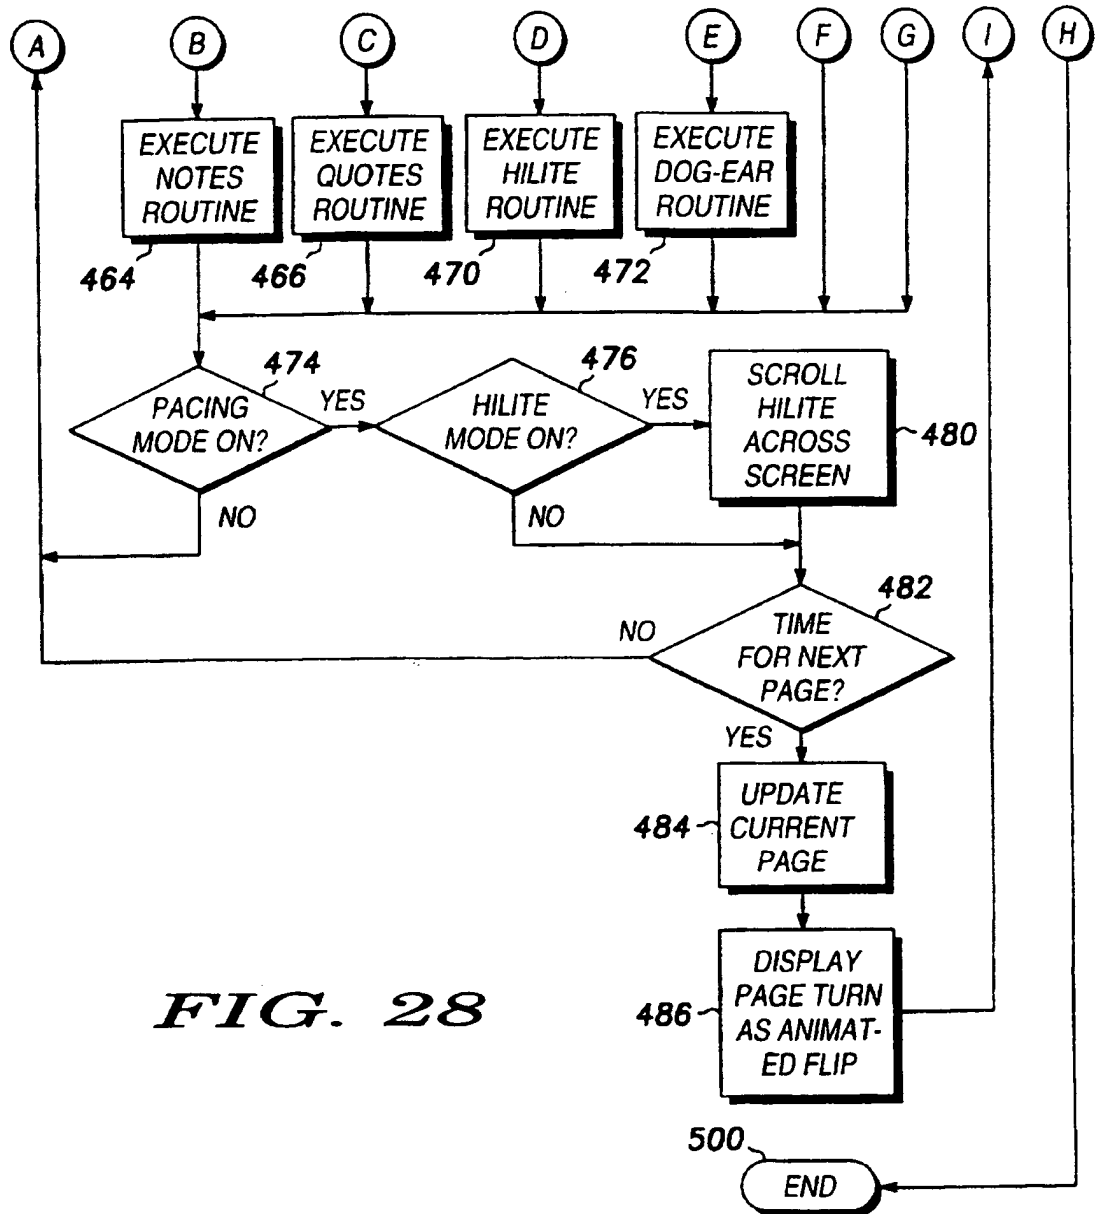 A B C D E F G I H
EXECUTE
NOTES
ROUTINE
464
EXECUTE
QUOTES
ROUTINE
466
EXECUTE
HILITE
ROUTINE
470
EXECUTE
DOG-EAR
ROUTINE
472
PACING
MODE ON?
474
YES
NO
HILITE
MODE ON?
476
YES
NO
SCROLL
HILITE
ACROSS
SCREEN
480
TIME
FOR NEXT
PAGE?
482
NO
YES
UPDATE
CURRENT
PAGE
484
DISPLAY
PAGE TURN
AS ANIMAT-
ED FLIP
486
FIG. 28
500
END